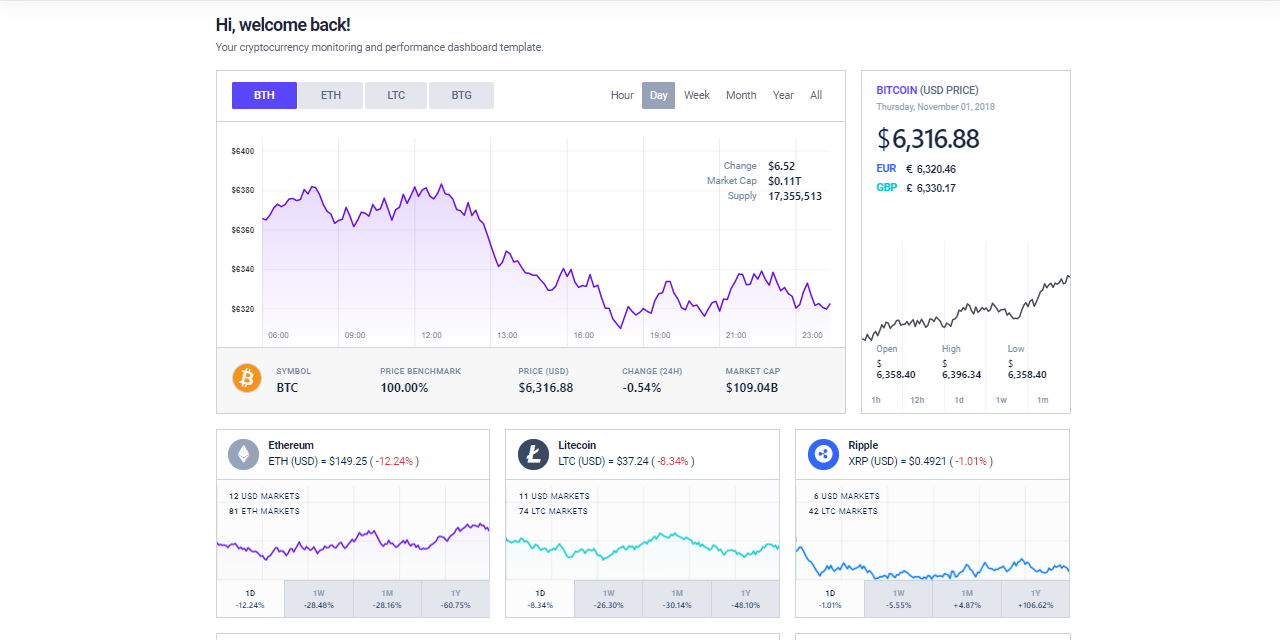 Hi, welcome back!
Your cryptocurrency monitoring and performance dashboard template.
BTH ETH LTC BTG Hour Day Week Month Year All
$6400
$6380
$6360
$6340
$6320
Change $6.52
Market Cap $0.11T
Supply 17,355,513
06:00 09:00 12:00 13:00 16:00 19:00 21:00 23:00
SYMBOL PRICE BENCHMARK PRICE (USD) CHANGE (24H) MARKET CAP
BTC 100.00% $6,316.88 -0.54% $109.04B
BITCOIN (USD PRICE)
Thursday, November 01, 2018
$6,316.88
EUR € 6,320.46
GBP £ 6,330.17
Open High Low
$ $ $
6,358.40 6,396.34 6,358.40
1h 12h 1d 1w 1m
Ethereum
ETH (USD) = $149.25 ( -12.24% )
12 USD MARKETS
81 ETH MARKETS
1D 1W 1M 1Y
-12.24% -28.48% -28.16% -60.75%
Litecoin
LTC (USD) = $37.24 ( -8.34% )
11 USD MARKETS
74 LTC MARKETS
1D 1W 1M 1Y
-8.34% -26.30% -30.14% -48.10%
Ripple
XRP (USD) = $0.4921 ( -1.01% )
6 USD MARKETS
42 LTC MARKETS
1D 1W 1M 1Y
-1.01% -5.55% +4.87% +106.62%